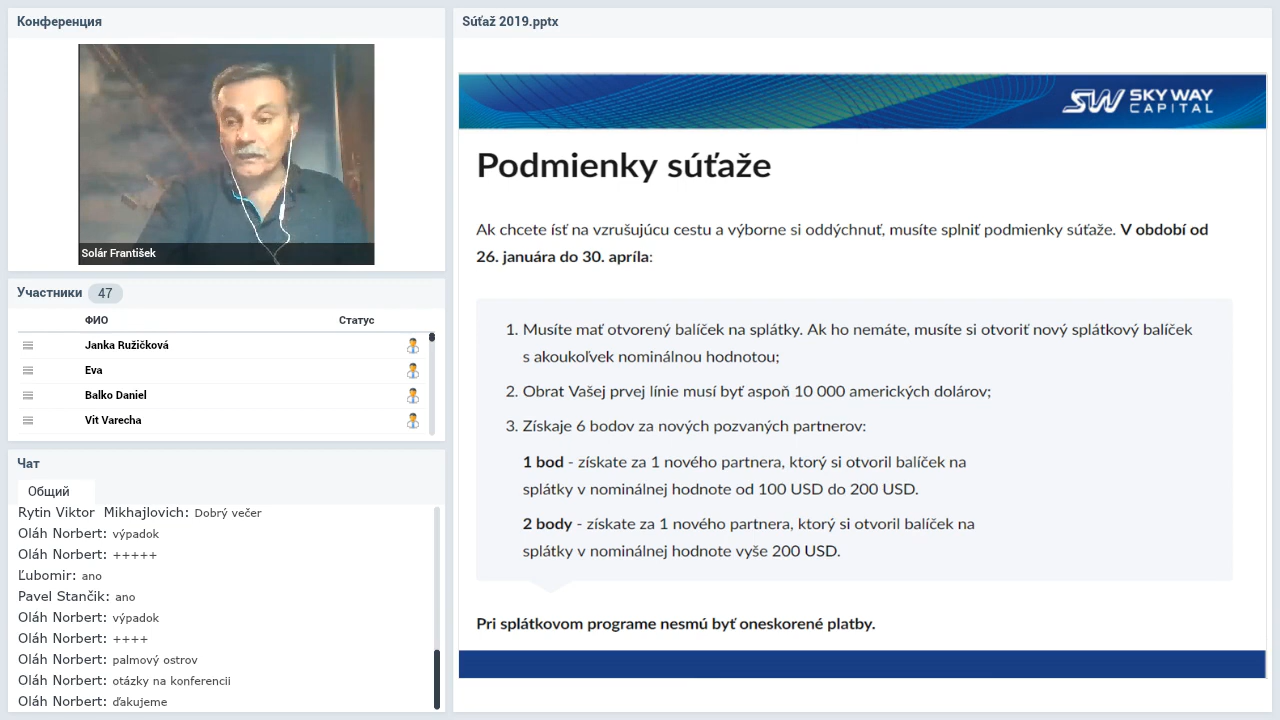 Конференция
Solár František
Участники 47
ФИО Статус
Janka Ružičková
Eva
Balko Daniel
Vit Varecha
Чат
Общий
Rytin Viktor Mikhajlovich: Dobrý večer
Oláh Norbert: výpadok
Oláh Norbert: +++++
Ľubomir: ano
Pavel Stančik: ano
Oláh Norbert: výpadok
Oláh Norbert: ++++
Oláh Norbert: palmový ostrov
Oláh Norbert: otázky na konferencii
Oláh Norbert: ďakujeme
Súťaž 2019.pptx
SW SKY WAY
CAPITAL
Podmienky súťaže
Ak chcete ísť na vzrušujúcu cestu a výborne si oddýchnuť, musíte splniť podmienky súťaže. V období od
26. januára do 30. apríla:
1. Musíte mať otvorený balíček na splátky. Ak ho nemáte, musíte si otvoriť nový splátkový balíček
s akoukoľvek nominálnou hodnotou;
2. Obrat Vašej prvej línie musí byť aspoň 10 000 amerických dolárov;
3. Získaje 6 bodov za nových pozvaných partnerov:
1 bod - získate za 1 nového partnera, ktorý si otvoril balíček na
splátky v nominálnej hodnote od 100 USD do 200 USD.
2 body - získate za 1 nového partnera, ktorý si otvoril balíček na
splátky v nominálnej hodnote vyše 200 USD.
Pri splátkovom programe nesmú byť oneskorené platby.